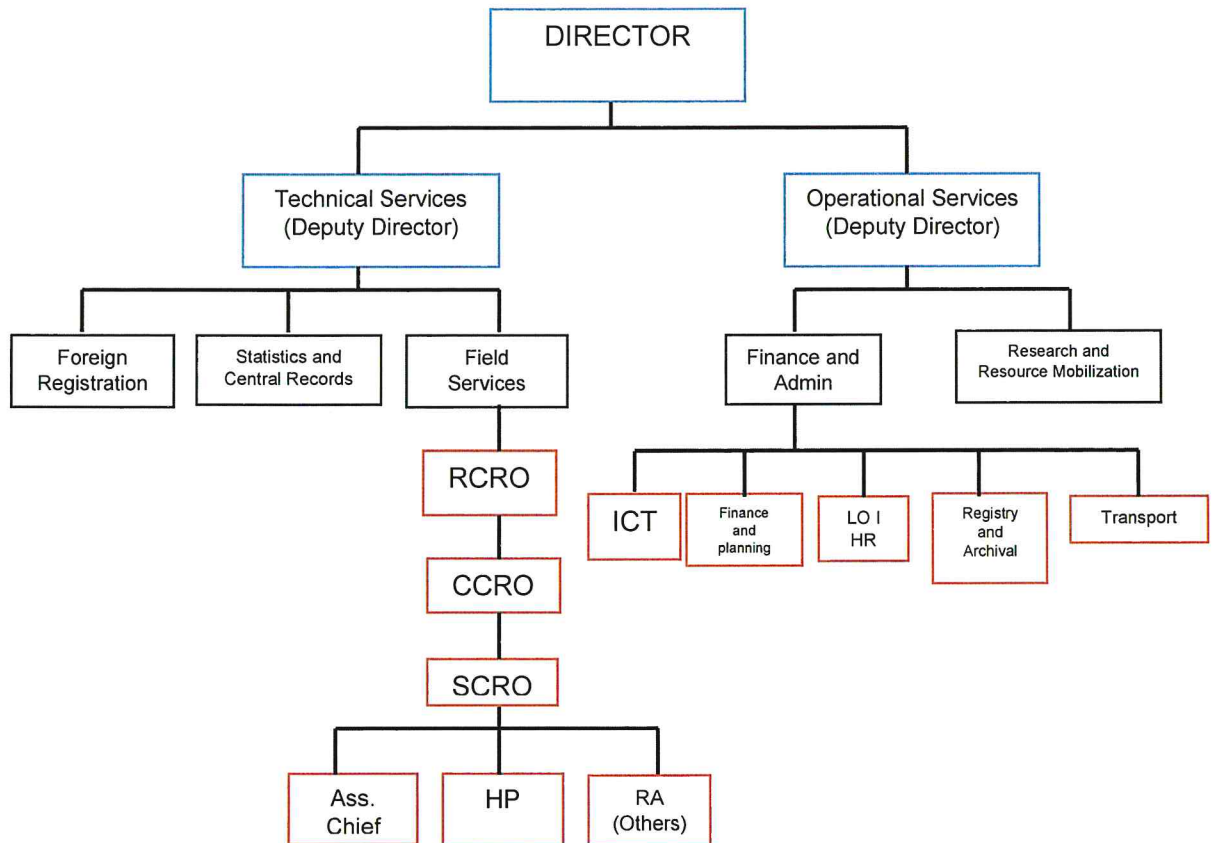 DIRECTOR
Technical Services
(Deputy Director)
Operational Services
(Deputy Director)
Foreign
Registration
Statistics and
Central Records
Field
Services
Finance and
Admin
Research and
Resource Mobilization
RCRO
ICT
Finance
and
planning
LO I
HR
Registry
and
Archival
Transport
CCRO
SCRO
Ass.
Chief
HP
RA
(Others)